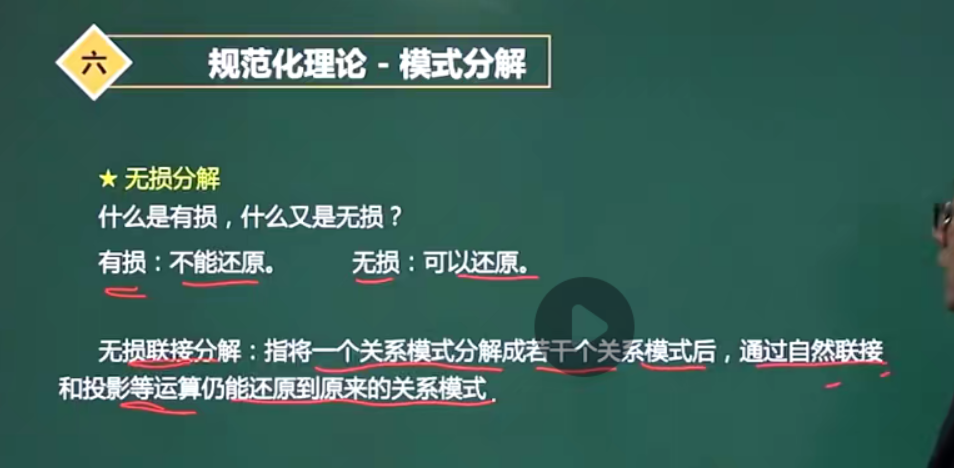 六
规范化理论 - 模式分解
★ 无损分解
什么是有损，什么又是无损？
有损：不能还原。 无损：可以还原。
无损联接分解：指将一个关系模式分解成若干个关系模式后，通过自然联接
和投影等运算仍能还原到原来的关系模式.